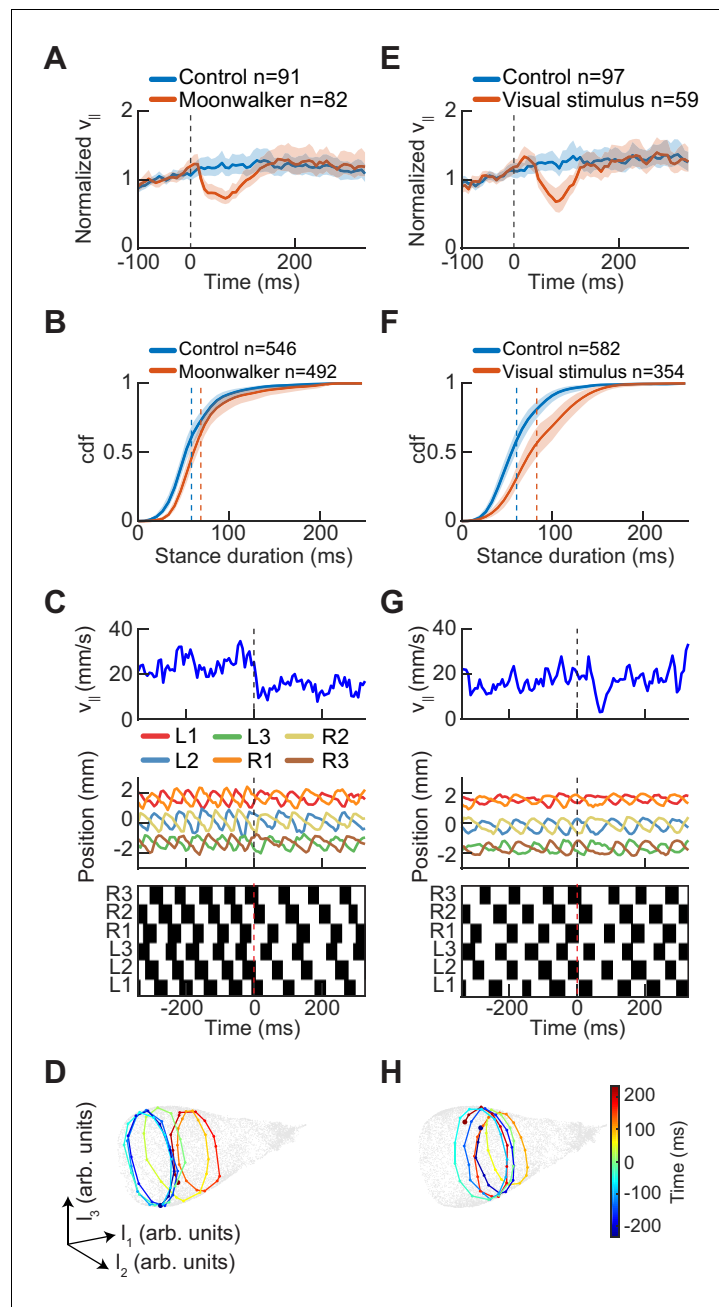 A
Control n=91
Moonwalker n=82
Normalized v||
2
1
0
-100 0 200
Time (ms)
E
Control n=97
Visual stimulus n=59
Normalized v||
2
1
0
-100 0 200
Time (ms)
B
Control n=546
Moonwalker n=492
cdf
1
0.5
0
0 100 200
Stance duration (ms)
F
Control n=582
Visual stimulus n=354
cdf
1
0.5
0
0 100 200
Stance duration (ms)
C
v|| (mm/s)
40
20
0
L1 L3 R2
L2 R1 R3
Position (mm)
2
0
-2
R3
R2
R1
L3
L2
L1
-200 0 200
Time (ms)
G
v|| (mm/s)
40
20
0
Position (mm)
2
0
-2
R3
R2
R1
L3
L2
L1
-200 0 200
Time (ms)
D
l3 (arb. units)
l1 (arb. units)
l2 (arb. units)
H
200
100
0
-100
-200
Time (ms)